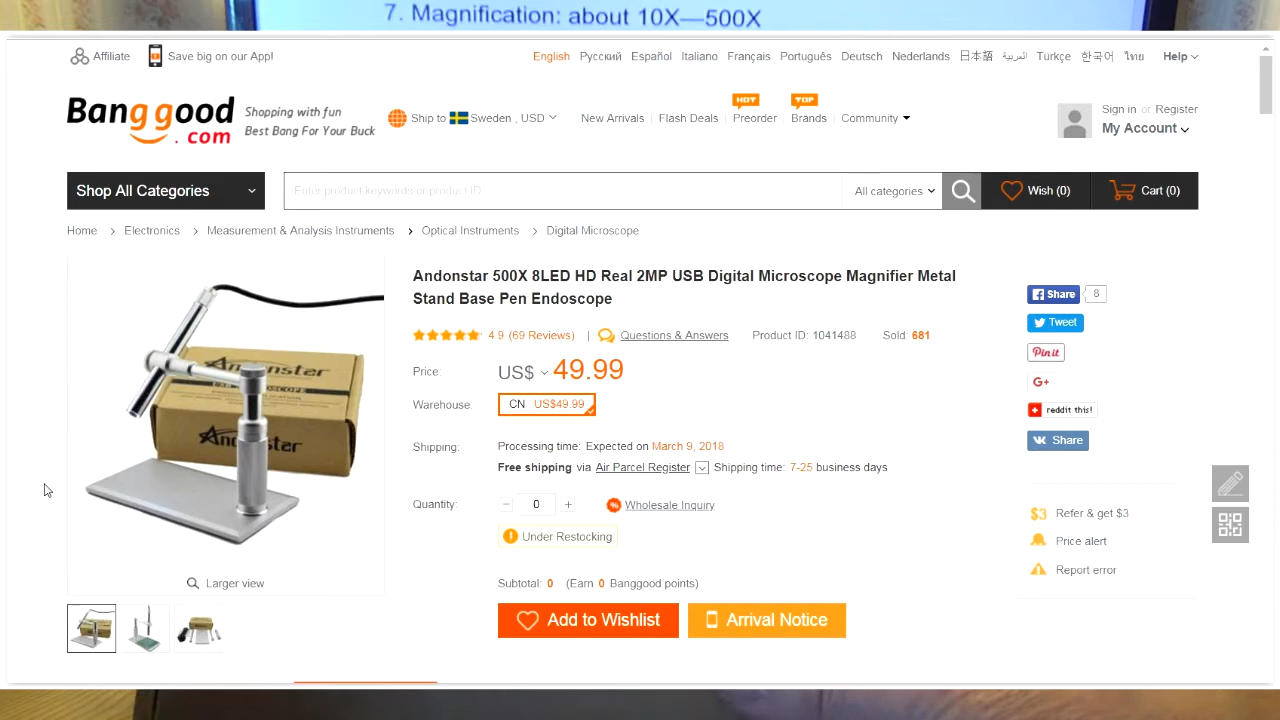 7. Magnification: about 10X—500X
Affiliate
Save big on our App!
English Русский Español Italiano Français Português Deutsch Nederlands 日本語 العربية Türkçe 한국어 ไทย Help
Banggood.com
Shopping with fun
Best Bang For Your Buck
Ship to Sweden , USD
New Arrivals
Flash Deals
HOT
Preorder
TOP
Brands
Community
Sign in or Register
My Account
Shop All Categories
Enter product keywords or product ID
All categories
Wish (0)
Cart (0)
Home > Electronics > Measurement & Analysis Instruments > Optical Instruments > Digital Microscope
Andonstar 500X 8LED HD Real 2MP USB Digital Microscope Magnifier Metal
Stand Base Pen Endoscope
4.9 (69 Reviews) | Questions & Answers Product ID: 1041488 Sold: 681
Price: US$ 49.99
Warehouse: CN US$49.99
Shipping: Processing time: Expected on March 9, 2018
Free shipping via Air Parcel Register Shipping time: 7-25 business days
Quantity: − 0 + Wholesale Inquiry
Under Restocking
Subtotal: 0 (Earn 0 Banggood points)
Add to Wishlist
Arrival Notice
Andonstar
Andonstar
Larger view
Share 8
Tweet
Pin it
G+
reddit this!
Share
$3 Refer & get $3
Price alert
Report error